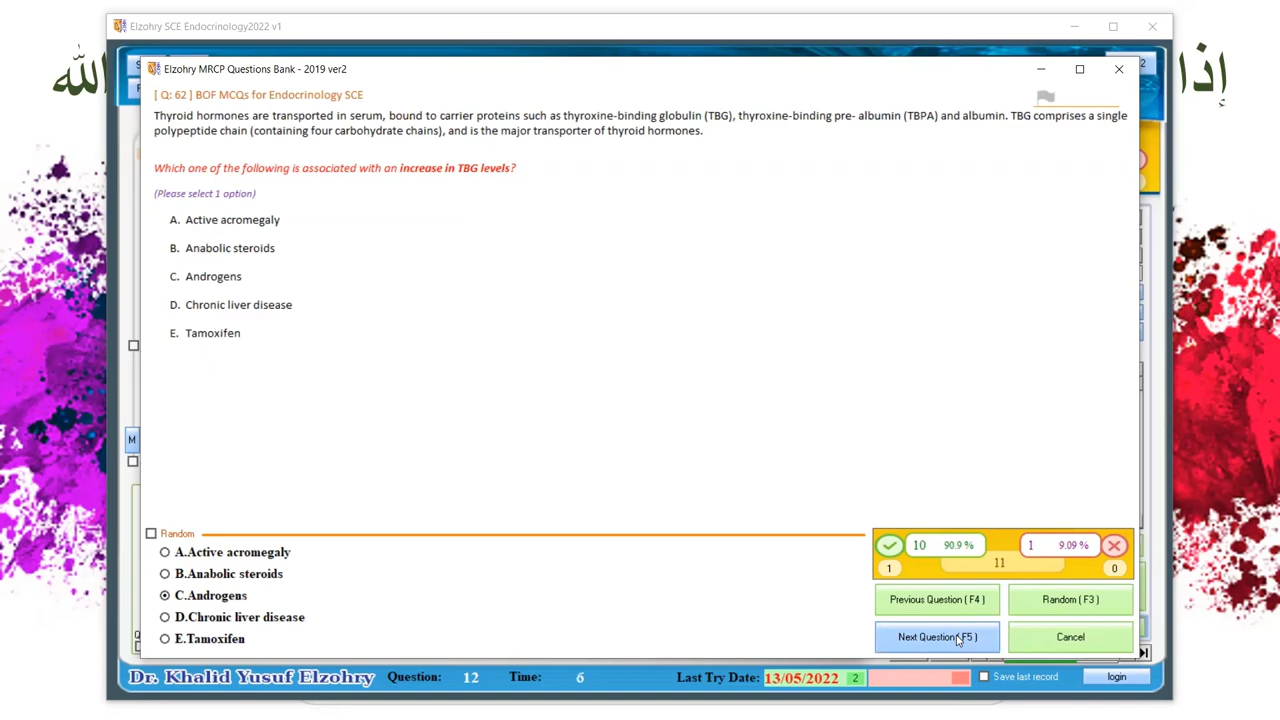 Elzohry SCE Endocrinology2022 v1
الله
إذا
Elzohry MRCP Questions Bank - 2019 ver2
[ Q: 62 ] BOF MCQs for Endocrinology SCE
Thyroid hormones are transported in serum, bound to carrier proteins such as thyroxine-binding globulin (TBG), thyroxine-binding pre- albumin (TBPA) and albumin. TBG comprises a single
polypeptide chain (containing four carbohydrate chains), and is the major transporter of thyroid hormones.
Which one of the following is associated with an increase in TBG levels?
(Please select 1 option)
A. Active acromegaly
B. Anabolic steroids
C. Androgens
D. Chronic liver disease
E. Tamoxifen
M
Random
A.Active acromegaly
B.Anabolic steroids
C.Androgens
D.Chronic liver disease
E.Tamoxifen
10 90.9 % 1 9.09 %
1 11 0
Previous Question ( F4 ) Random ( F3 )
Next Question ( F5 ) Cancel
Dr. Khalid Yusuf Elzohry Question: 12 Time: 6 Last Try Date: 13/05/2022 2 Save last record login